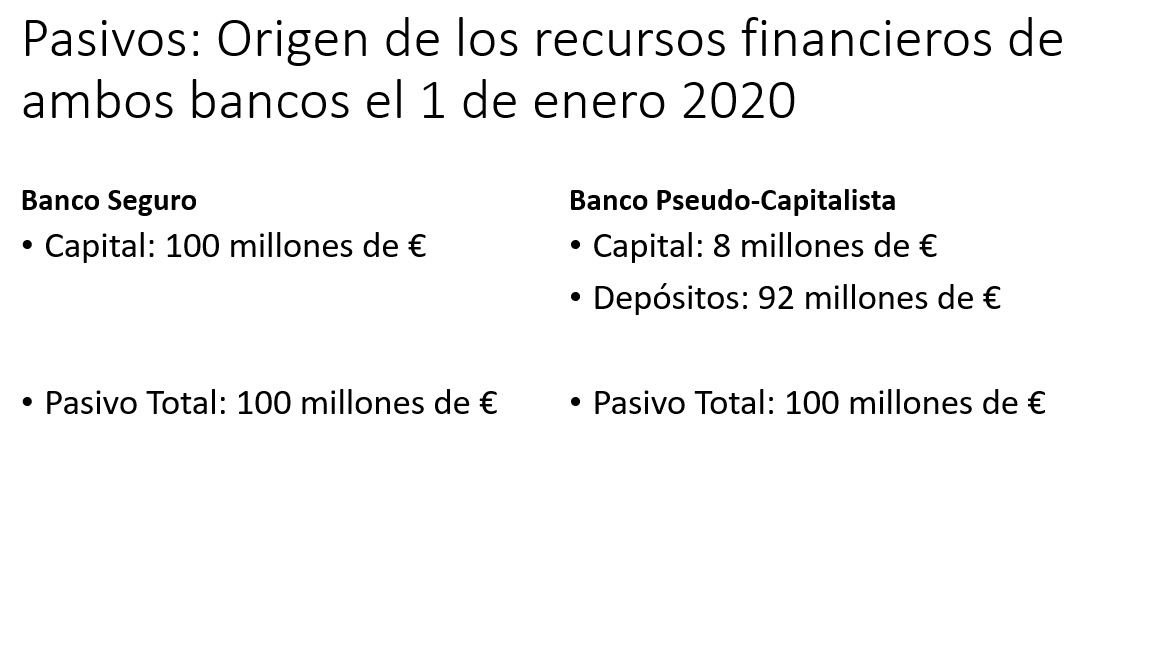 Pasivos: Origen de los recursos financieros de
ambos bancos el 1 de enero 2020
Banco Seguro
• Capital: 100 millones de €
• Pasivo Total: 100 millones de €
Banco Pseudo-Capitalista
• Capital: 8 millones de €
• Depósitos: 92 millones de €
• Pasivo Total: 100 millones de €